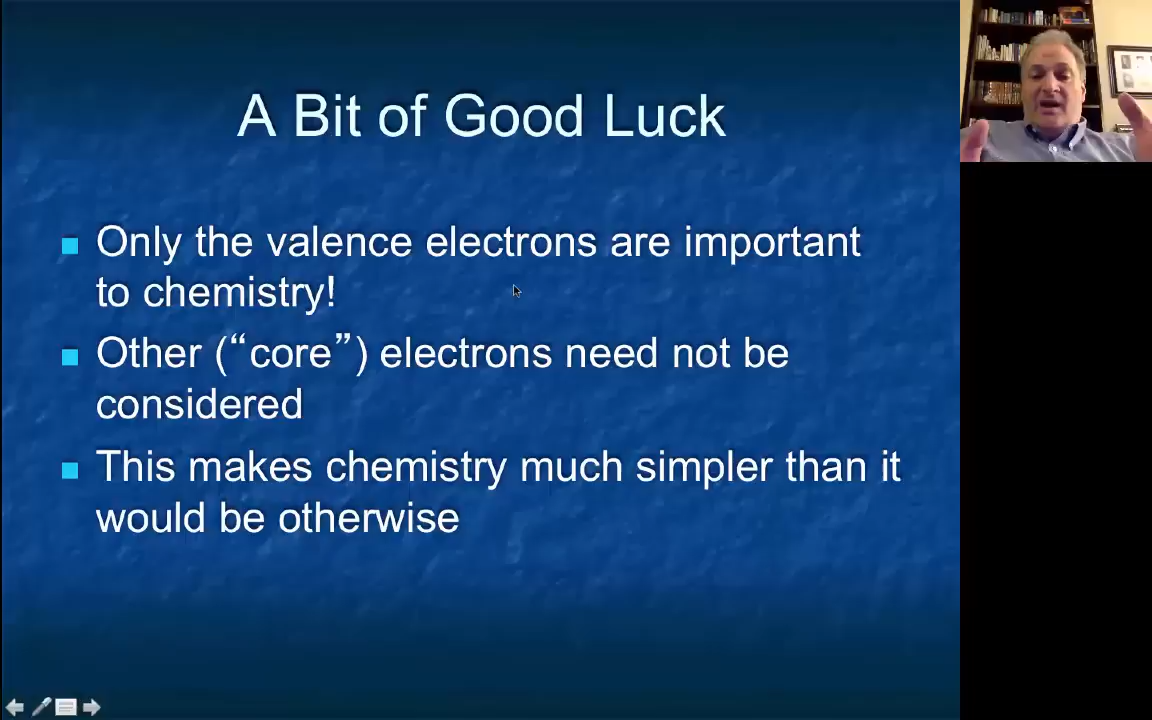 A Bit of Good Luck
Only the valence electrons are important
to chemistry!
Other (“core”) electrons need not be
considered
This makes chemistry much simpler than it
would be otherwise